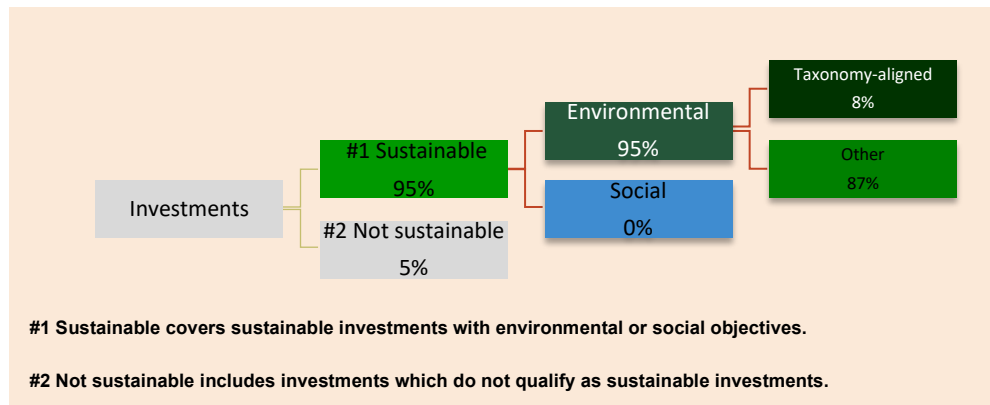 Investments
#1 Sustainable
95%
#2 Not sustainable
5%
Environmental
95%
Social
0%
Taxonomy-aligned
8%
Other
87%
#1 Sustainable covers sustainable investments with environmental or social objectives.
#2 Not sustainable includes investments which do not qualify as sustainable investments.